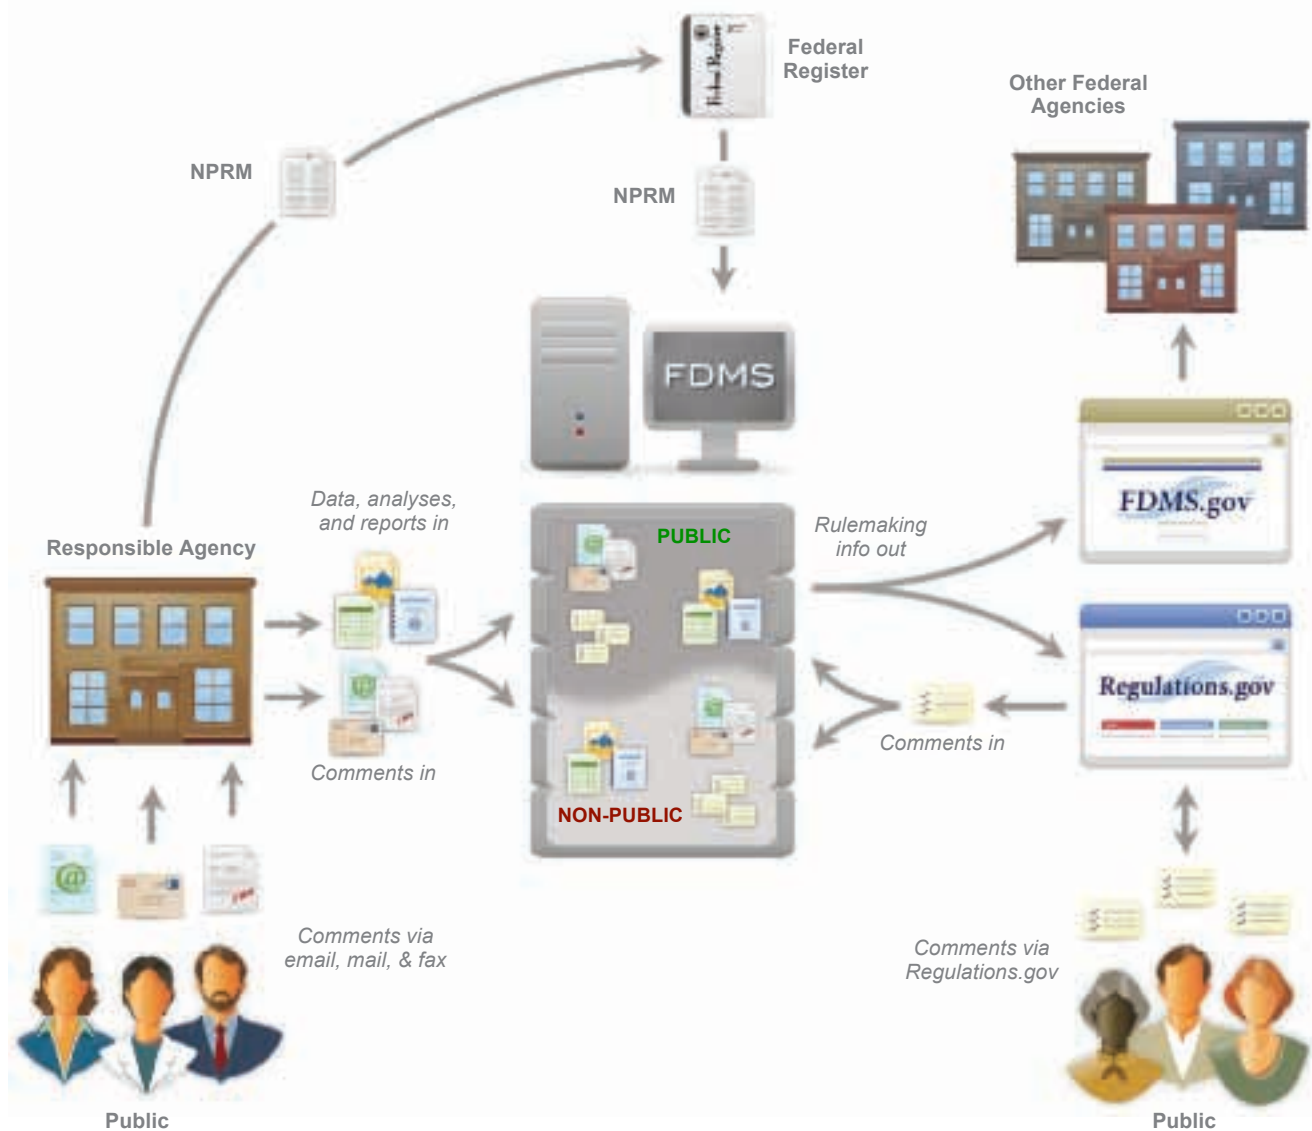 Federal
Register
Federal Register
Other Federal
Agencies
NPRM
NPRM
FDMS
Data, analyses,
and reports in
PUBLIC
Rulemaking
info out
FDMS.gov
Responsible Agency
Regulations.gov
Comments in
Comments in
NON-PUBLIC
Comments via
email, mail, & fax
Comments via
Regulations.gov
Public
Public